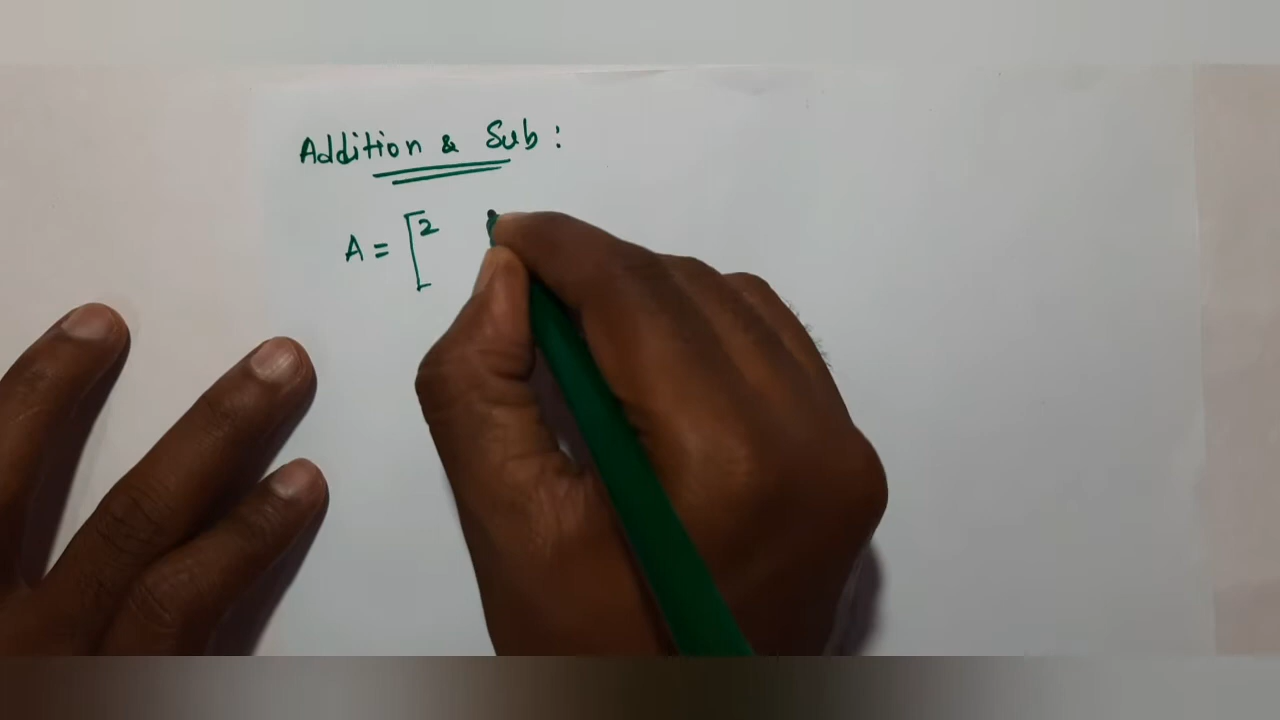 Addition & Sub:
A = [2